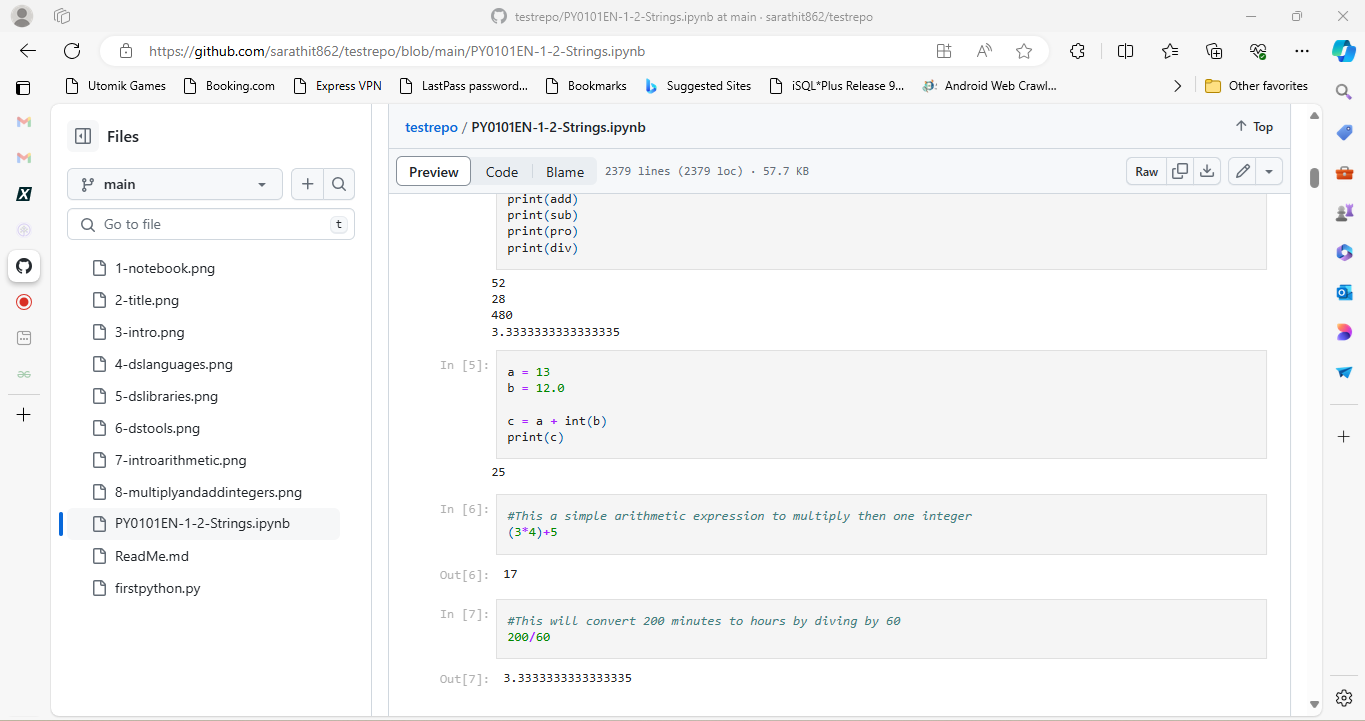 testrepo/PY0101EN-1-2-Strings.ipynb at main · sarathit862/testrepo
https://github.com/sarathit862/testrepo/blob/main/PY0101EN-1-2-Strings.ipynb
Utomik Games Booking.com Express VPN LastPass password... Bookmarks Suggested Sites iSQL*Plus Release 9... Android Web Crawl... Other favorites
Files
main
Go to file t
1-notebook.png
2-title.png
3-intro.png
4-dslanguages.png
5-dslibraries.png
6-dstools.png
7-introarithmetic.png
8-multiplyandaddintegers.png
PY0101EN-1-2-Strings.ipynb
ReadMe.md
firstpython.py
testrepo / PY0101EN-1-2-Strings.ipynb Top
Preview Code Blame 2379 lines (2379 loc) · 57.7 KB Raw
print(add)
print(sub)
print(pro)
print(div)
52
28
480
3.3333333333333335
In [5]:
a = 13
b = 12.0
c = a + int(b)
print(c)
25
In [6]:
#This a simple arithmetic expression to multiply then one integer
(3*4)+5
Out[6]: 17
In [7]:
#This will convert 200 minutes to hours by diving by 60
200/60
Out[7]: 3.3333333333333335